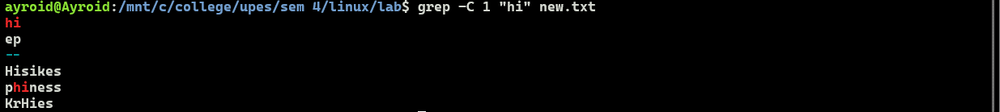 ayroid@Ayroid:/mnt/c/college/upes/sem 4/linux/lab$ grep -C 1 "hi" new.txt
hi
ep
--
Hisikes
phiness
KrHies